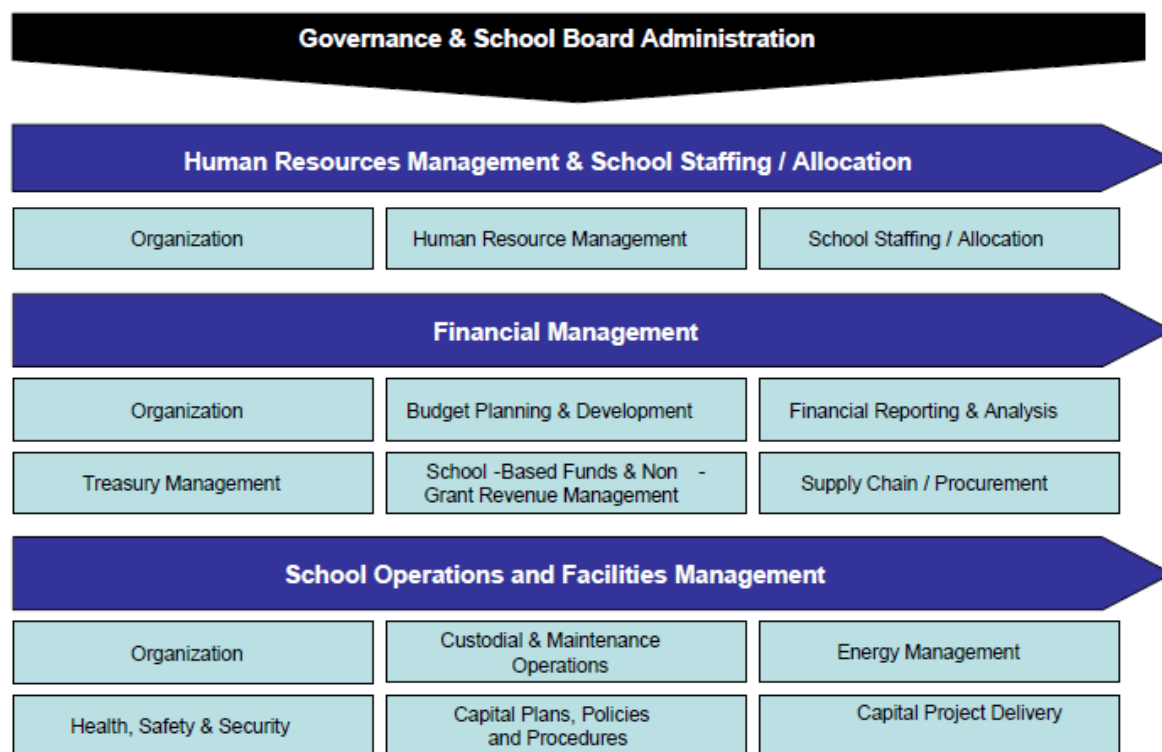 Governance & School Board Administration
Human Resources Management & School Staffing / Allocation
Organization
Human Resource Management
School Staffing / Allocation
Financial Management
Organization
Budget Planning & Development
Financial Reporting & Analysis
Treasury Management
School -Based Funds & Non -
Grant Revenue Management
Supply Chain / Procurement
School Operations and Facilities Management
Organization
Custodial & Maintenance
Operations
Energy Management
Health, Safety & Security
Capital Plans, Policies
and Procedures
Capital Project Delivery